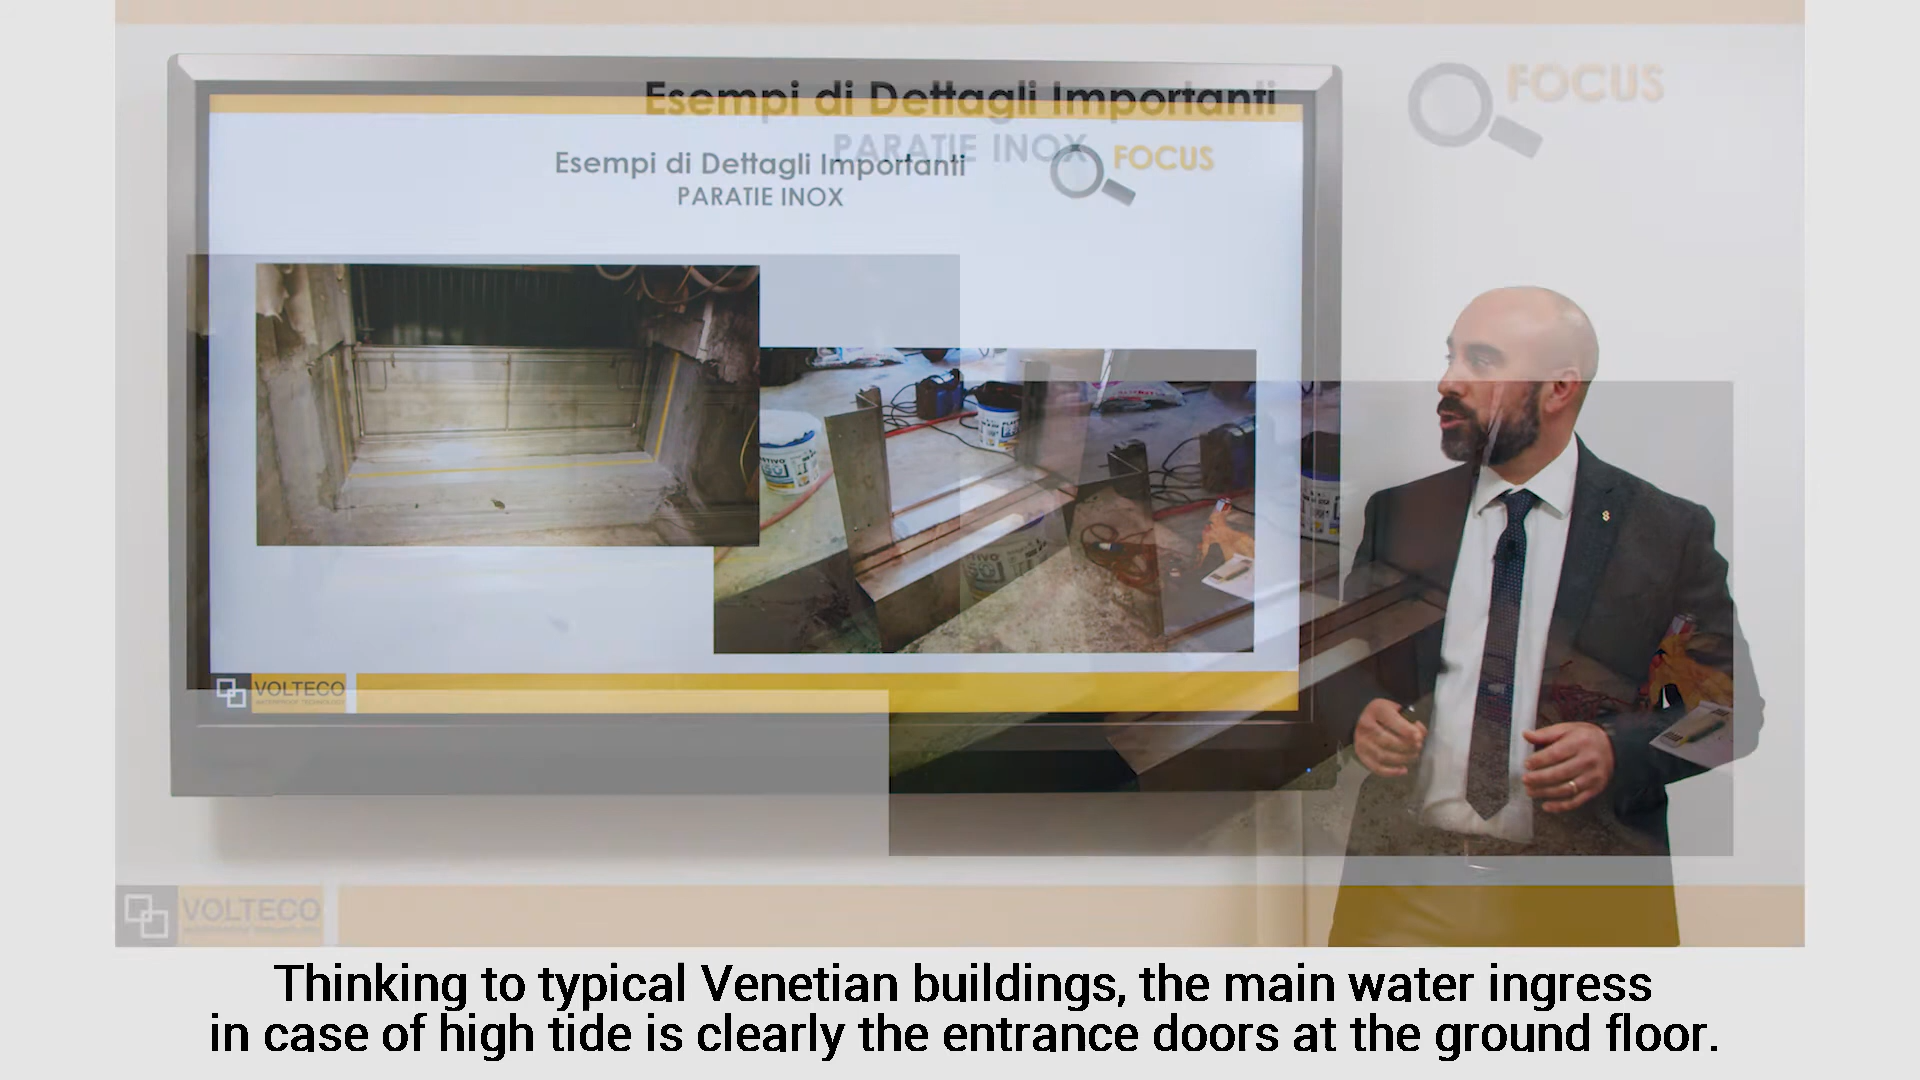 Esempi di Dettagli Importanti
PARATIE INOX
FOCUS
Esempi di Dettagli Importanti
PARATIE INOX
FOCUS
VOLTECO
VOLTECO
Thinking to typical Venetian buildings, the main water ingress
in case of high tide is clearly the entrance doors at the ground floor.